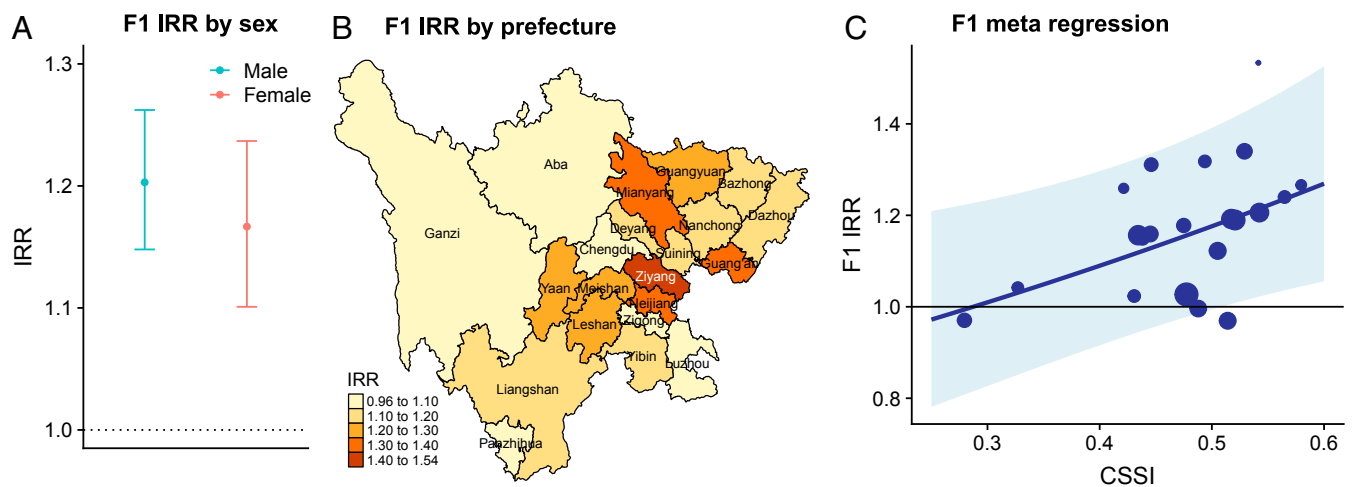 A
F1 IRR by sex
IRR
1.3
1.2
1.1
1.0
Male
Female
B
F1 IRR by prefecture
Aba
Ganzi
Guangyuan
Mianyang
Bazhong
Dazhou
Nanchong
Deyang
Chengdu
Suining
Guang'an
Ziyang
Yaan
Meishan
Neijiang
Zigong
Leshan
Yibin
Luzhou
Liangshan
Panzhihua
IRR
0.96 to 1.10
1.10 to 1.20
1.20 to 1.30
1.30 to 1.40
1.40 to 1.54
C
F1 meta regression
F1 IRR
1.4
1.2
1.0
0.8
0.3
0.4
0.5
0.6
CSSI